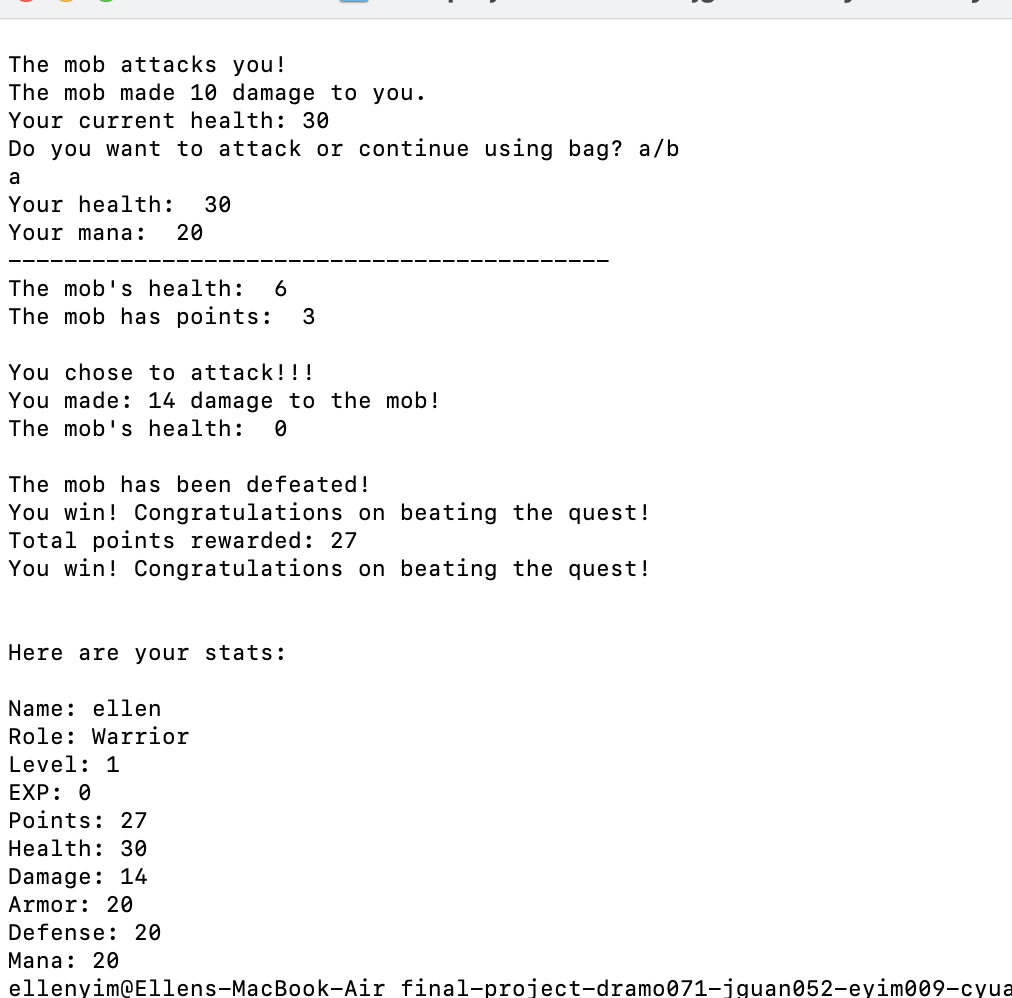 The mob attacks you!
The mob made 10 damage to you.
Your current health: 30
Do you want to attack or continue using bag? a/b
a
Your health:  30
Your mana:  20
-------------------------------------------
The mob's health:  6
The mob has points:  3
You chose to attack!!!
You made: 14 damage to the mob!
The mob's health:  0
The mob has been defeated!
You win! Congratulations on beating the quest!
Total points rewarded: 27
You win! Congratulations on beating the quest!
Here are your stats:
Name: ellen
Role: Warrior
Level: 1
EXP: 0
Points: 27
Health: 30
Damage: 14
Armor: 20
Defense: 20
Mana: 20
ellenyim@Ellens-MacBook-Air final-project-dramo071-jguan052-eyim009-cyua